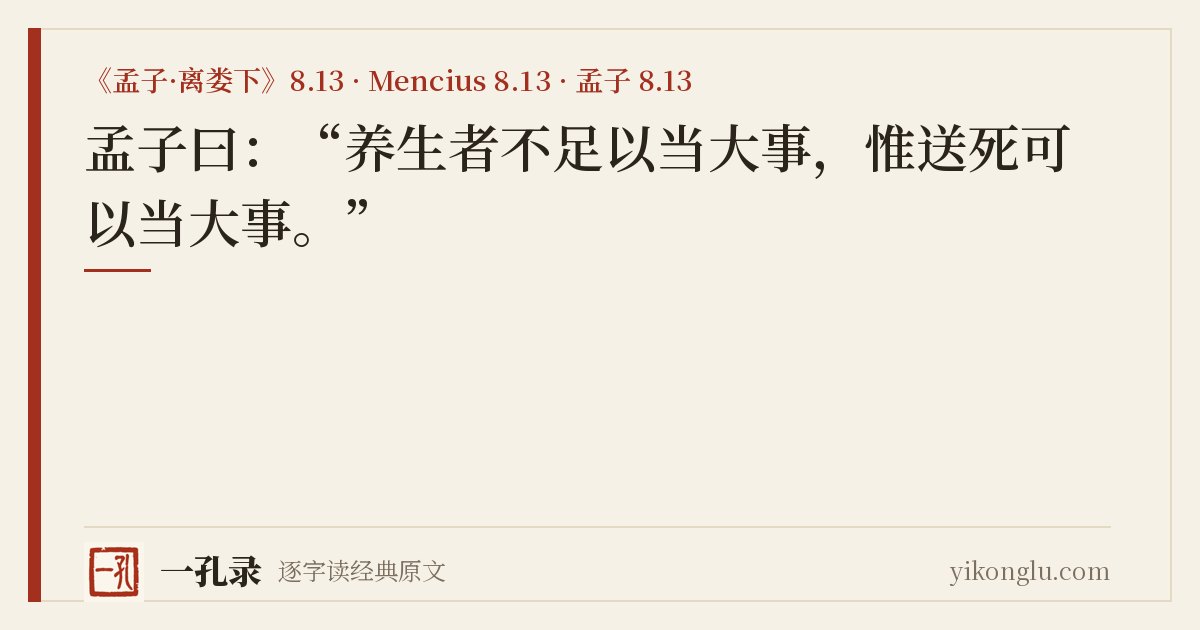 《孟子·离娄下》8.13 · Mencius 8.13 · 孟子 8.13
孟子曰：“养生者不足以当大事，惟送死可
以当大事。”
一孔
一孔录 逐字读经典原文
yikonglu.com